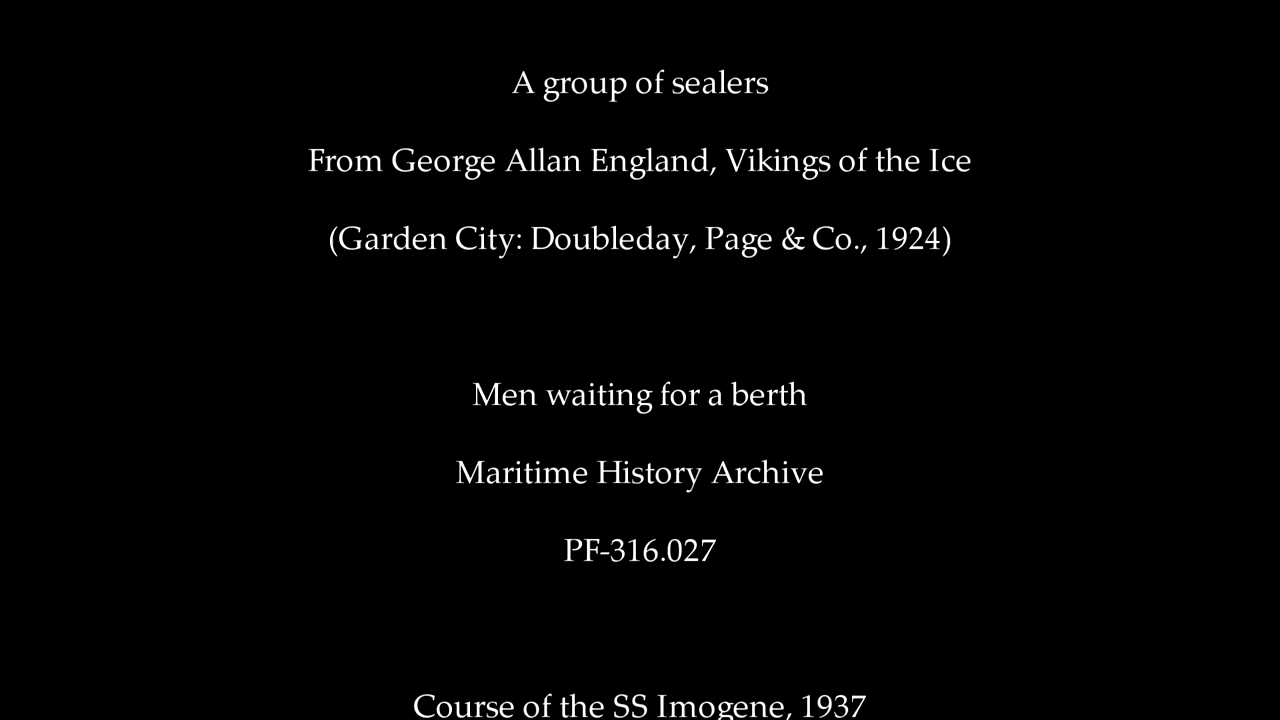 A group of sealers
From George Allan England, Vikings of the Ice
(Garden City: Doubleday, Page & Co., 1924)
Men waiting for a berth
Maritime History Archive
PF-316.027
Course of the SS Imogene, 1937